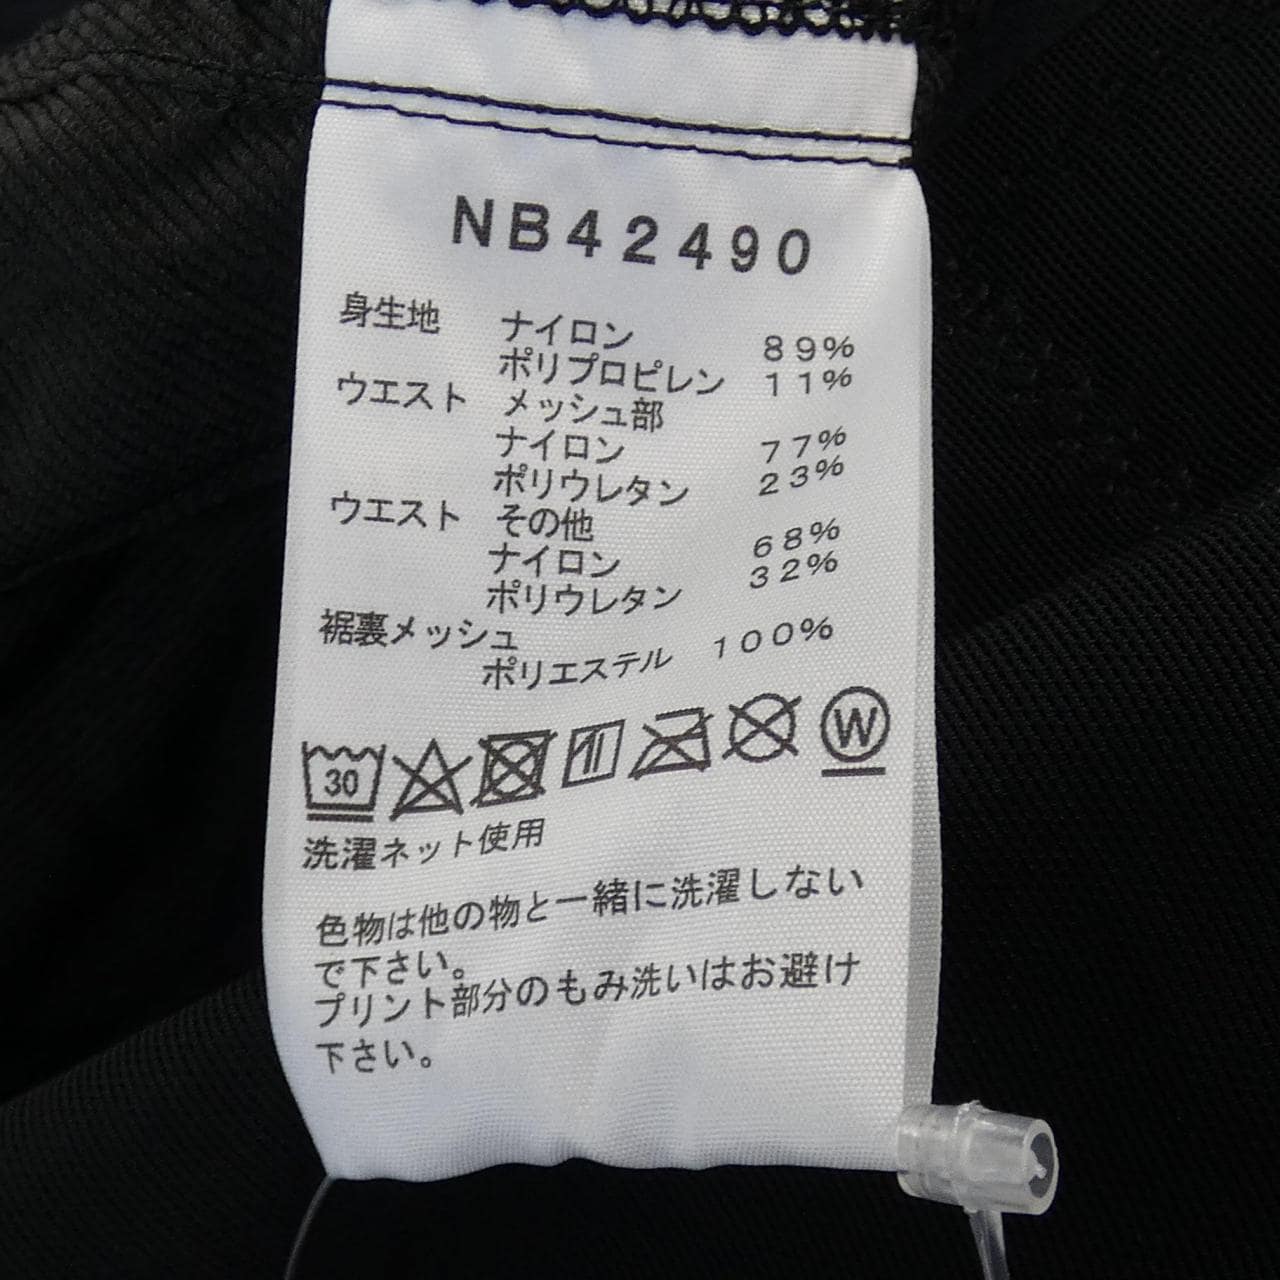 NB42490
身生地 ナイロン 89%
ポリプロピレン 11%
ウエスト メッシュ部
ナイロン 77%
ポリウレタン 23%
ウエスト その他
ナイロン 68%
ポリウレタン 32%
裾裏メッシュ
ポリエステル 100%
30 W
洗濯ネット使用
色物は他の物と一緒に洗濯しない
で下さい。
プリント部分のもみ洗いはお避け
下さい。